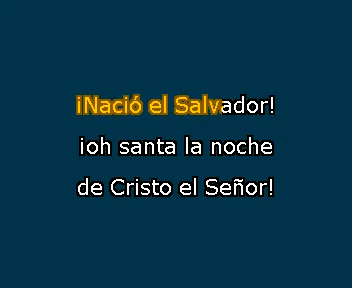 ¡Nació el Salvador!
¡oh santa la noche
de Cristo el Señor!